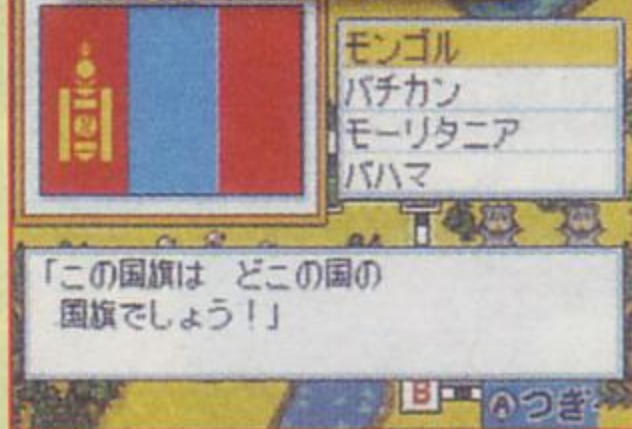 モンゴル
バチカン
モーリタニア
バハマ
「この国旗は どこの国の
国旗でしょう！」
B
Ⓐつぎ